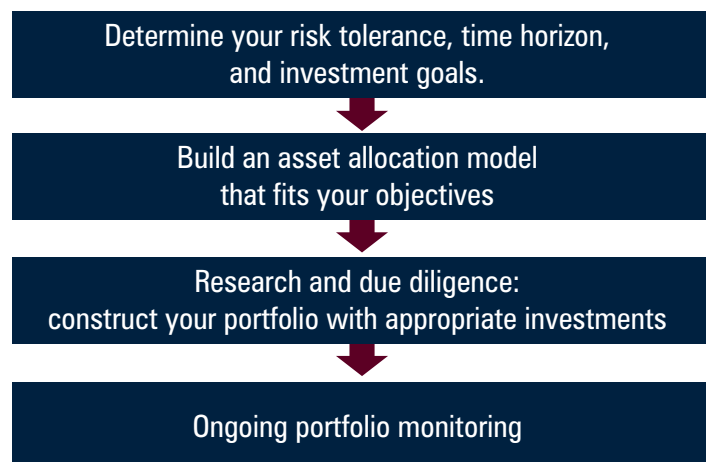 Determine your risk tolerance, time horizon,
and investment goals.
Build an asset allocation model
that fits your objectives
Research and due diligence:
construct your portfolio with appropriate investments
Ongoing portfolio monitoring